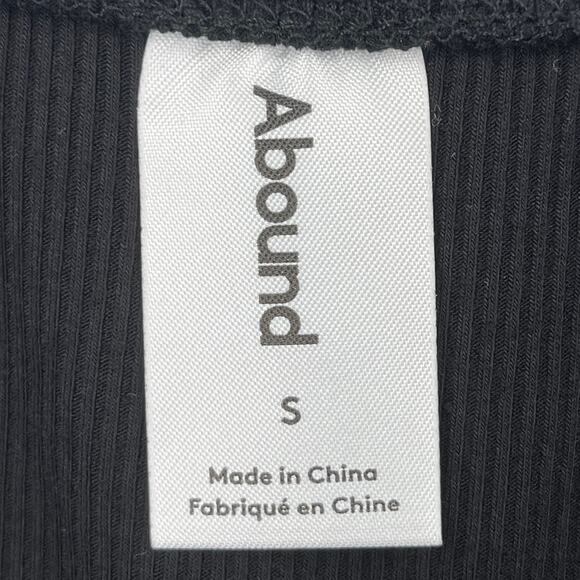 Abound
S
Made in China
Fabriqué en Chine